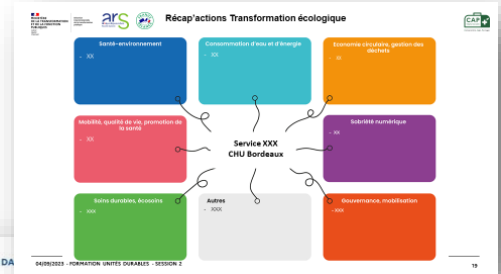 Récap'actions Transformation écologique
ars
CAP
Santé-environnement
- XX
Consommation d'eau et d'énergie
- XX
Economie circulaire, gestion des
déchets
- XX
Mobilité, qualité de vie, promotion de
la santé
- XX
Service XXX
CHU Bordeaux
Sobriété numérique
- XX
Soins durables, écosoins
- XXX
Autres
- XXX
Gouvernance, mobilisation
- XXX
DA
04/09/2023 - FORMATION UNITÉS DURABLES - SESSION 2
19